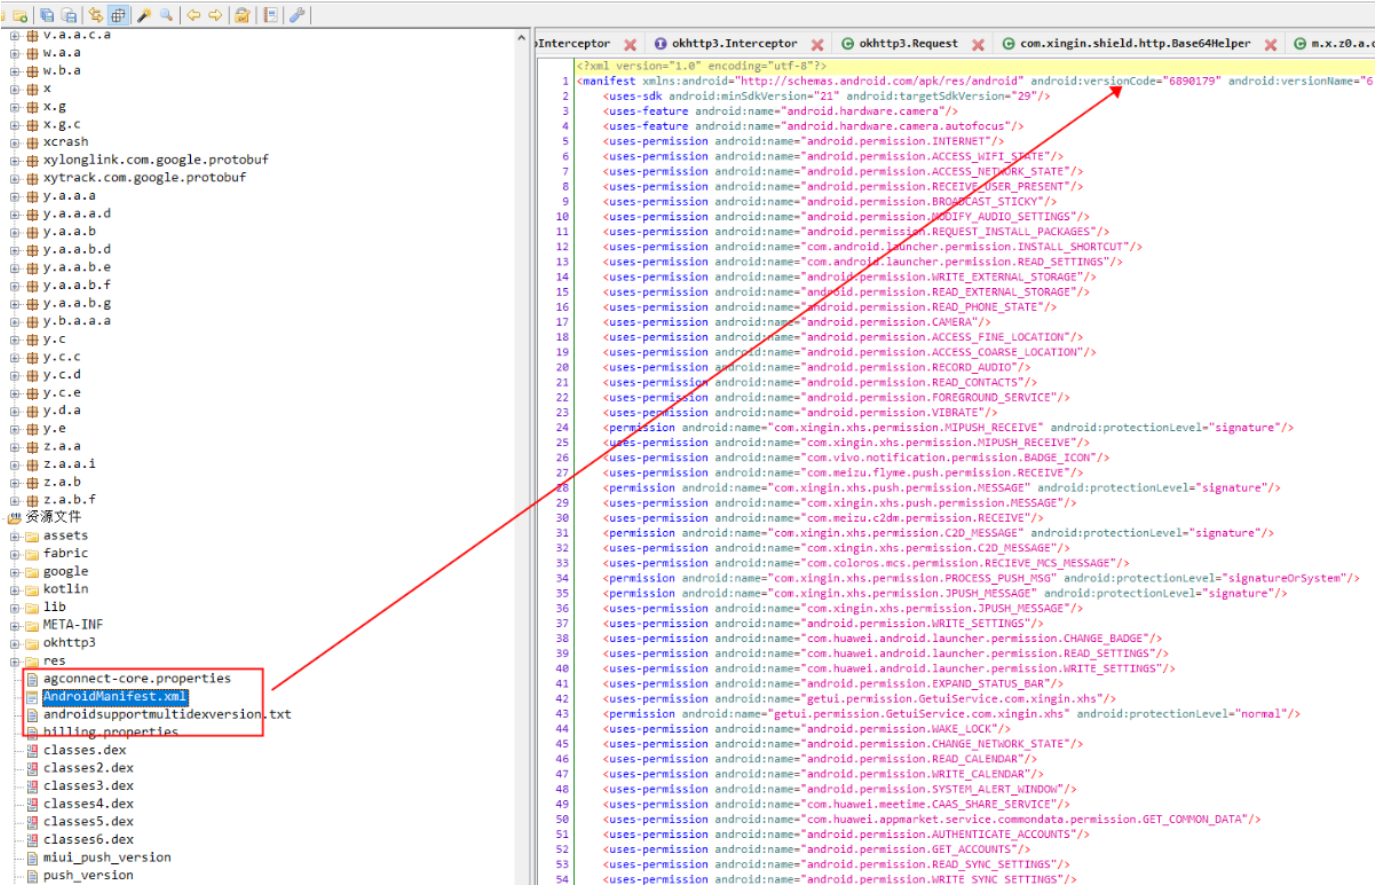 v.a.a.c.a
w.a.a
w.b.a
x
x.g
x.g.c
xcrash
xylonglink.com.google.protobuf
xytrack.com.google.protobuf
y.a.a.a
y.a.a.a.d
y.a.a.b
y.a.a.b.d
y.a.a.b.e
y.a.a.b.f
y.a.a.b.g
y.b.a.a.a
y.c
y.c.c
y.c.d
y.c.e
y.d.a
y.e
z.a.a
z.a.a.i
z.a.b
z.a.b.f
资源文件
assets
fabric
google
kotlin
lib
META-INF
okhttp3
res
agconnect-core.properties
AndroidManifest.xml
androidsupportmultidexversion.txt
billing.properties
classes.dex
classes2.dex
classes3.dex
classes4.dex
classes5.dex
classes6.dex
miui_push_version
push_version
Interceptor okhttp3.Interceptor okhttp3.Request com.xingin.shield.http.Base64Helper m.x.z0.a.c
<?xml version="1.0" encoding="utf-8"?>
1 <manifest xmlns:android="http://schemas.android.com/apk/res/android" android:versionCode="6890179" android:versionName="6
2 <uses-sdk android:minSdkVersion="21" android:targetSdkVersion="29"/>
3 <uses-feature android:name="android.hardware.camera"/>
4 <uses-feature android:name="android.hardware.camera.autofocus"/>
5 <uses-permission android:name="android.permission.INTERNET"/>
6 <uses-permission android:name="android.permission.ACCESS_WIFI_STATE"/>
7 <uses-permission android:name="android.permission.ACCESS_NETWORK_STATE"/>
8 <uses-permission android:name="android.permission.RECEIVE_USER_PRESENT"/>
9 <uses-permission android:name="android.permission.BROADCAST_STICKY"/>
10 <uses-permission android:name="android.permission.MODIFY_AUDIO_SETTINGS"/>
11 <uses-permission android:name="android.permission.REQUEST_INSTALL_PACKAGES"/>
12 <uses-permission android:name="com.android.launcher.permission.INSTALL_SHORTCUT"/>
13 <uses-permission android:name="com.android.launcher.permission.READ_SETTINGS"/>
14 <uses-permission android:name="android.permission.WRITE_EXTERNAL_STORAGE"/>
15 <uses-permission android:name="android.permission.READ_EXTERNAL_STORAGE"/>
16 <uses-permission android:name="android.permission.READ_PHONE_STATE"/>
17 <uses-permission android:name="android.permission.CAMERA"/>
18 <uses-permission android:name="android.permission.ACCESS_FINE_LOCATION"/>
19 <uses-permission android:name="android.permission.ACCESS_COARSE_LOCATION"/>
20 <uses-permission android:name="android.permission.RECORD_AUDIO"/>
21 <uses-permission android:name="android.permission.READ_CONTACTS"/>
22 <uses-permission android:name="android.permission.FOREGROUND_SERVICE"/>
23 <uses-permission android:name="android.permission.VIBRATE"/>
24 <permission android:name="com.xingin.xhs.permission.MIPUSH_RECEIVE" android:protectionLevel="signature"/>
25 <uses-permission android:name="com.xingin.xhs.permission.MIPUSH_RECEIVE"/>
26 <uses-permission android:name="com.vivo.notification.permission.BADGE_ICON"/>
27 <uses-permission android:name="com.meizu.flyme.push.permission.RECEIVE"/>
28 <permission android:name="com.xingin.xhs.push.permission.MESSAGE" android:protectionLevel="signature"/>
29 <uses-permission android:name="com.xingin.xhs.push.permission.MESSAGE"/>
30 <uses-permission android:name="com.meizu.c2dm.permission.RECEIVE"/>
31 <permission android:name="com.xingin.xhs.permission.C2D_MESSAGE" android:protectionLevel="signature"/>
32 <uses-permission android:name="com.xingin.xhs.permission.C2D_MESSAGE"/>
33 <uses-permission android:name="com.coloros.mcs.permission.RECIEVE_MCS_MESSAGE"/>
34 <permission android:name="com.xingin.xhs.permission.PROCESS_PUSH_MSG" android:protectionLevel="signatureOrSystem"/>
35 <permission android:name="com.xingin.xhs.permission.JPUSH_MESSAGE" android:protectionLevel="signature"/>
36 <uses-permission android:name="com.xingin.xhs.permission.JPUSH_MESSAGE"/>
37 <uses-permission android:name="android.permission.WRITE_SETTINGS"/>
38 <uses-permission android:name="com.huawei.android.launcher.permission.CHANGE_BADGE"/>
39 <uses-permission android:name="com.huawei.android.launcher.permission.READ_SETTINGS"/>
40 <uses-permission android:name="com.huawei.android.launcher.permission.WRITE_SETTINGS"/>
41 <uses-permission android:name="android.permission.EXPAND_STATUS_BAR"/>
42 <uses-permission android:name="getui.permission.GetuiService.com.xingin.xhs"/>
43 <permission android:name="getui.permission.GetuiService.com.xingin.xhs" android:protectionLevel="normal"/>
44 <uses-permission android:name="android.permission.WAKE_LOCK"/>
45 <uses-permission android:name="android.permission.CHANGE_NETWORK_STATE"/>
46 <uses-permission android:name="android.permission.READ_CALENDAR"/>
47 <uses-permission android:name="android.permission.WRITE_CALENDAR"/>
48 <uses-permission android:name="android.permission.SYSTEM_ALERT_WINDOW"/>
49 <uses-permission android:name="com.huawei.meetime.CAAS_SHARE_SERVICE"/>
50 <uses-permission android:name="com.huawei.appmarket.service.commondata.permission.GET_COMMON_DATA"/>
51 <uses-permission android:name="android.permission.AUTHENTICATE_ACCOUNTS"/>
52 <uses-permission android:name="android.permission.GET_ACCOUNTS"/>
53 <uses-permission android:name="android.permission.READ_SYNC_SETTINGS"/>
54 <uses-permission android:name="android.permission.WRITE_SYNC_SETTINGS"/>